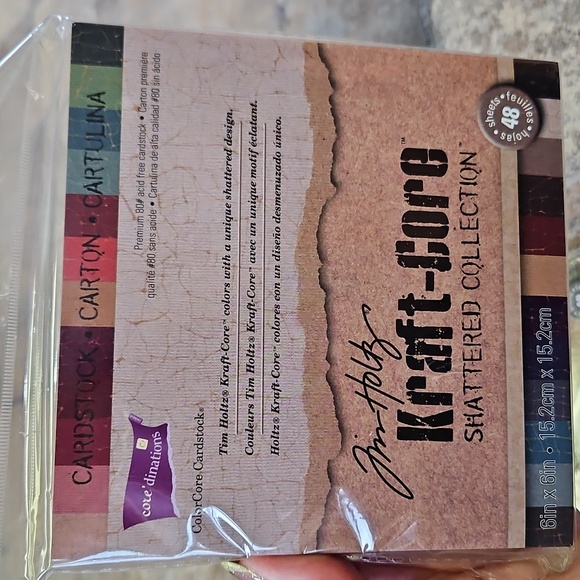 CARDSTOCK • CARTON • CARTULINA
Premium 80# acid free cardstock • Carton première
qualité #80 sans acide • Cartulina de alta calidad #80 sin ácido
core'dinations
ColorCore Cardstock®
Tim Holtz® Kraft-Core™ colors with a unique shattered design.
Couleurs Tim Holtz® Kraft-Core™ avec un unique motif éclatant.
Holtz® Kraft-Core™ colores con un diseño desmenuzado único.
Tim Holtz
Kraft-Core™
SHATTERED COLLECTION™
48
sheets • feuilles • hojas •
6in x 6in • 15.2cm x 15.2cm